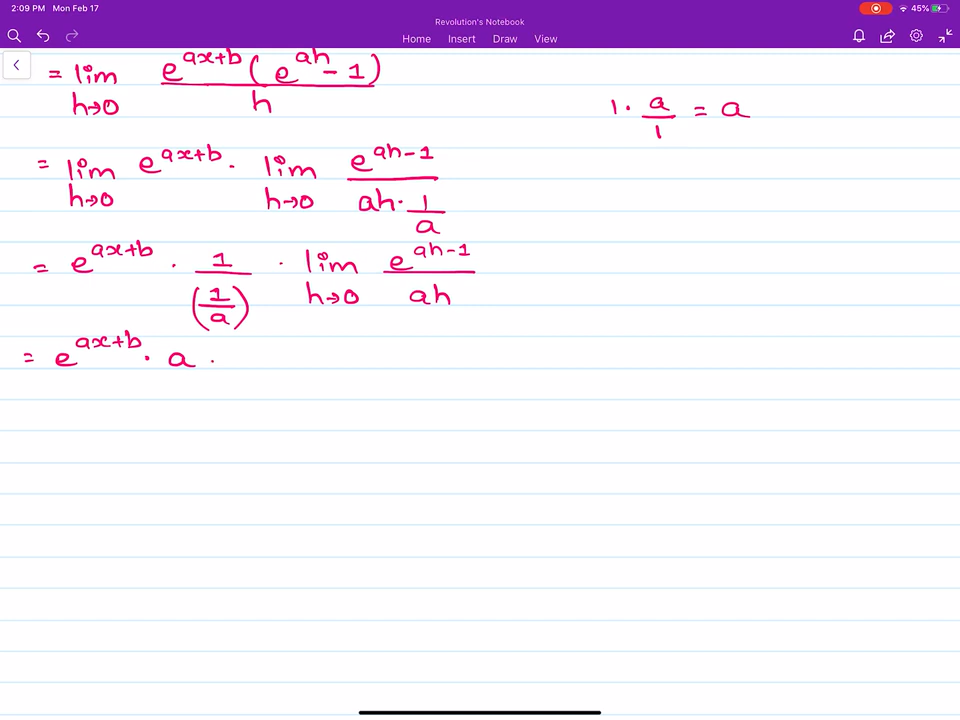 2:09 PM Mon Feb 17
45%
Revolution's Notebook
Home Insert Draw View
= lim h→0 e^(ax+b) (e^(ah) - 1) / h
1 · a/1 = a
= lim h→0 e^(ax+b) · lim h→0 e^(ah-1) / (ah · 1/a)
= e^(ax+b) · 1/(1/a) · lim h→0 e^(ah-1) / ah
= e^(ax+b) · a ·